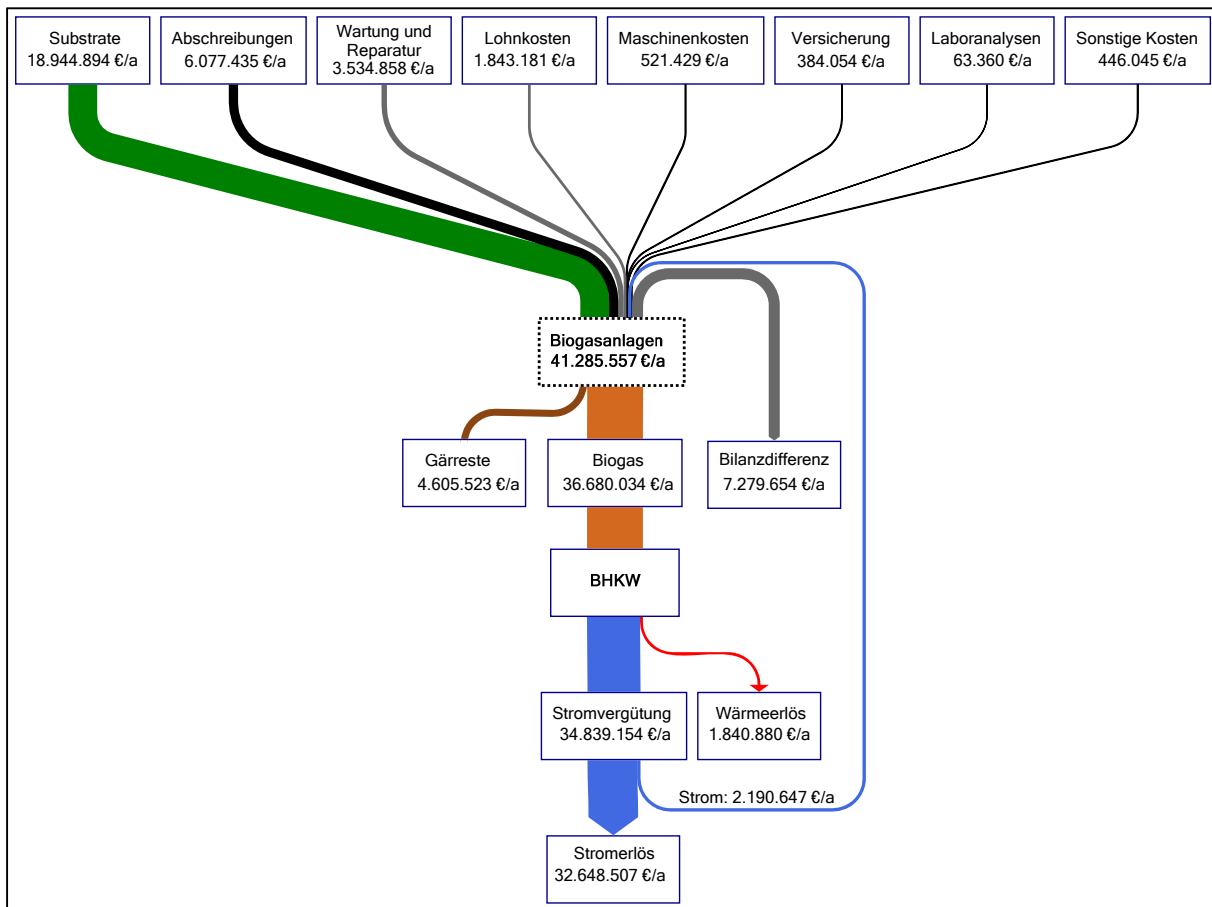 Substrate
18.944.894 €/a
Abschreibungen
6.077.435 €/a
Wartung und
Reparatur
3.534.858 €/a
Lohnkosten
1.843.181 €/a
Maschinenkosten
521.429 €/a
Versicherung
384.054 €/a
Laboranalysen
63.360 €/a
Sonstige Kosten
446.045 €/a
Biogasanlagen
41.285.557 €/a
Gärreste
4.605.523 €/a
Biogas
36.680.034 €/a
Bilanzdifferenz
7.279.654 €/a
BHKW
Stromvergütung
34.839.154 €/a
Wärmeerlös
1.840.880 €/a
Strom: 2.190.647 €/a
Stromerlös
32.648.507 €/a